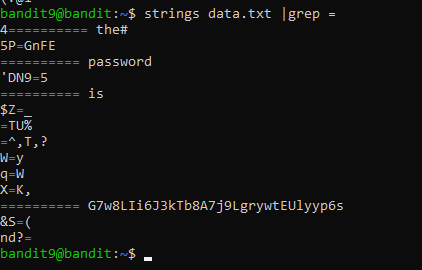 bandit9@bandit:~$ strings data.txt |grep =
4========== the#
5P=GnFE
========== password
'DN9=5
========== is
$Z=_
=TU%
=^,T,?
W=y
q=W
X=K,
========== G7w8LIi6J3kTb8A7j9LgrywtEUlyyp6s
&S=(
nd?=
bandit9@bandit:~$